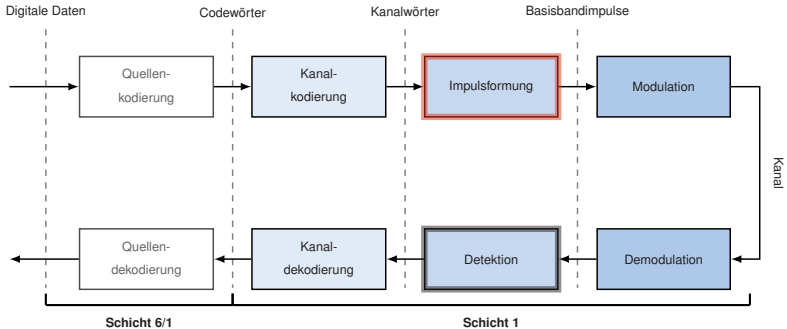 Digitale Daten
Codewörter
Kanalwörter
Basisbandimpulse
Quellen-
kodierung
Kanal-
kodierung
Impulsformung
Modulation
Kanal
Quellen-
dekodierung
Kanal-
dekodierung
Detektion
Demodulation
Schicht 6/1
Schicht 1